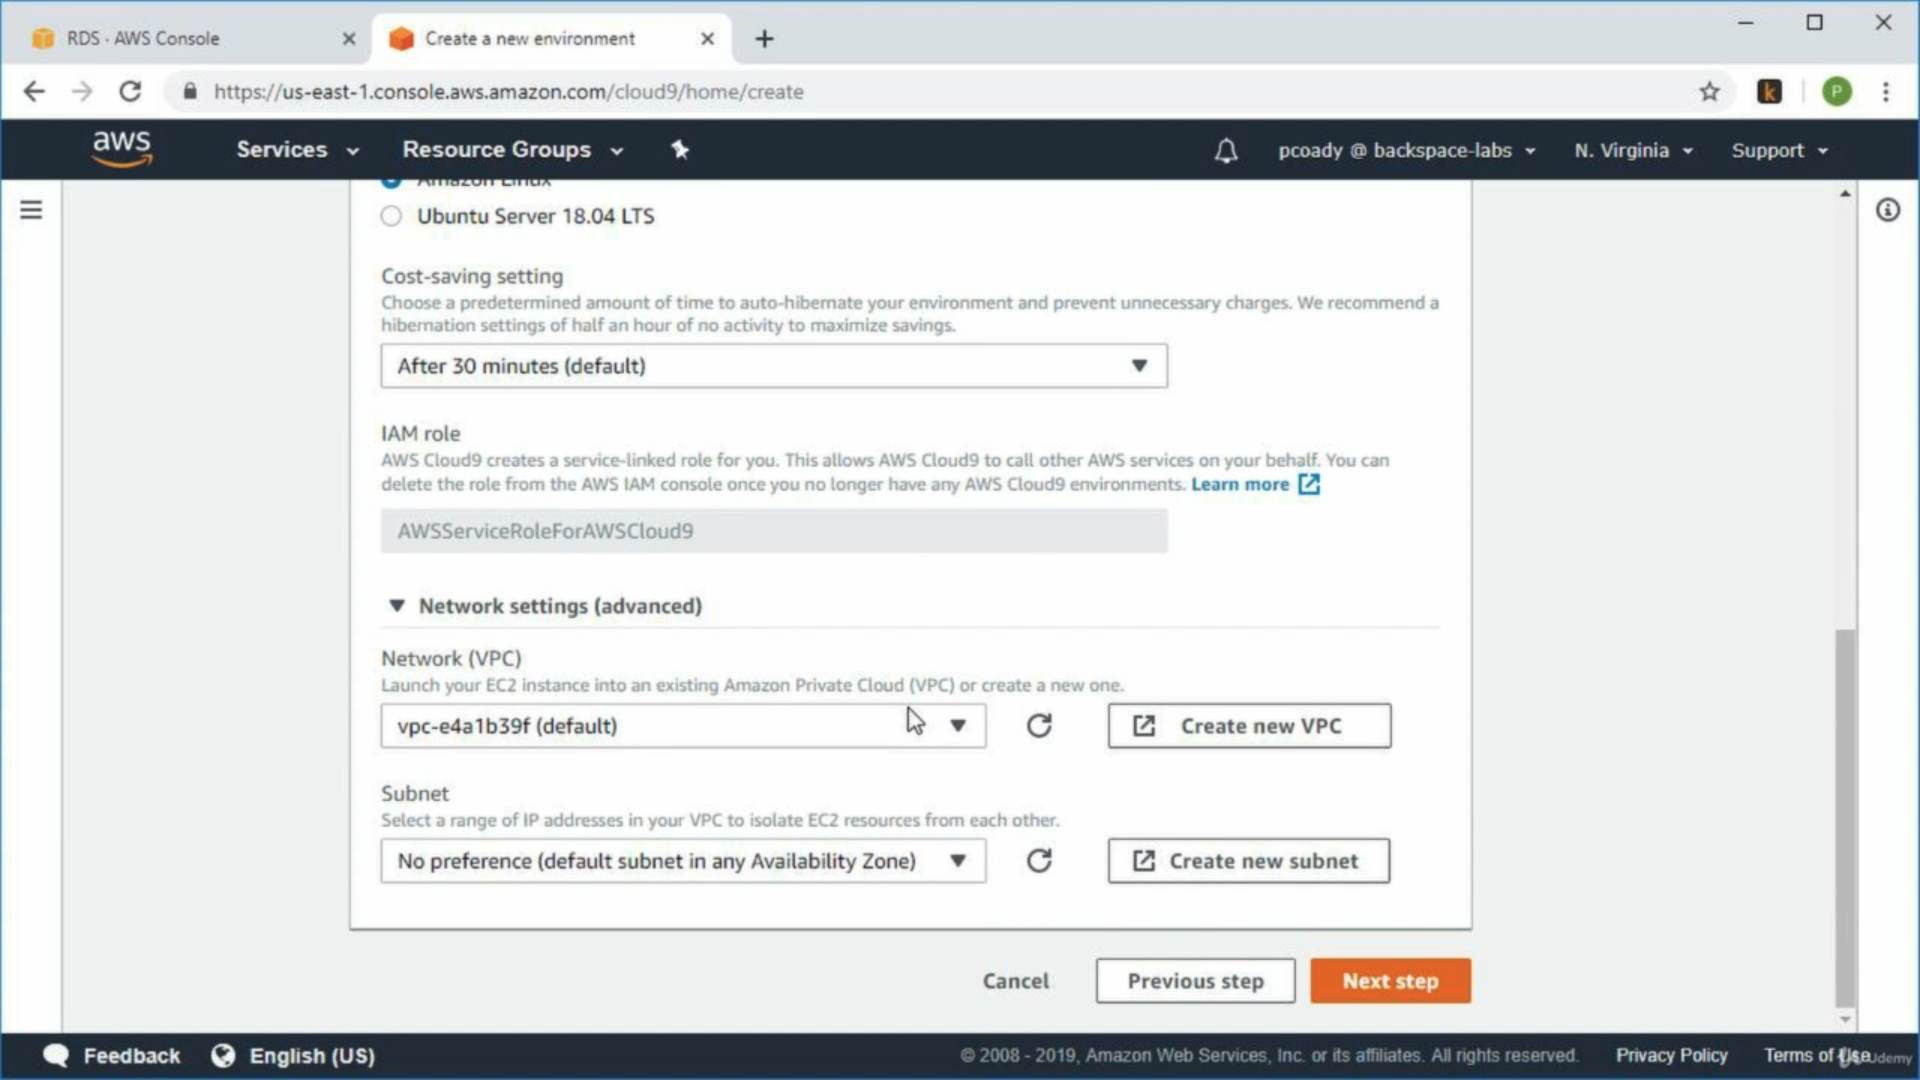 RDS · AWS Console
Create a new environment
https://us-east-1.console.aws.amazon.com/cloud9/home/create
k
P
aws
Services
Resource Groups
pcoady @ backspace-labs
N. Virginia
Support
Amazon Linux
Ubuntu Server 18.04 LTS
Cost-saving setting
Choose a predetermined amount of time to auto-hibernate your environment and prevent unnecessary charges. We recommend a
hibernation settings of half an hour of no activity to maximize savings.
After 30 minutes (default)
IAM role
AWS Cloud9 creates a service-linked role for you. This allows AWS Cloud9 to call other AWS services on your behalf. You can
delete the role from the AWS IAM console once you no longer have any AWS Cloud9 environments. Learn more
AWSServiceRoleForAWSCloud9
Network settings (advanced)
Network (VPC)
Launch your EC2 instance into an existing Amazon Private Cloud (VPC) or create a new one.
vpc-e4a1b39f (default)
Create new VPC
Subnet
Select a range of IP addresses in your VPC to isolate EC2 resources from each other.
No preference (default subnet in any Availability Zone)
Create new subnet
Cancel
Previous step
Next step
Feedback
English (US)
© 2008 - 2019, Amazon Web Services, Inc. or its affiliates. All rights reserved.
Privacy Policy
Terms of Use
Udemy